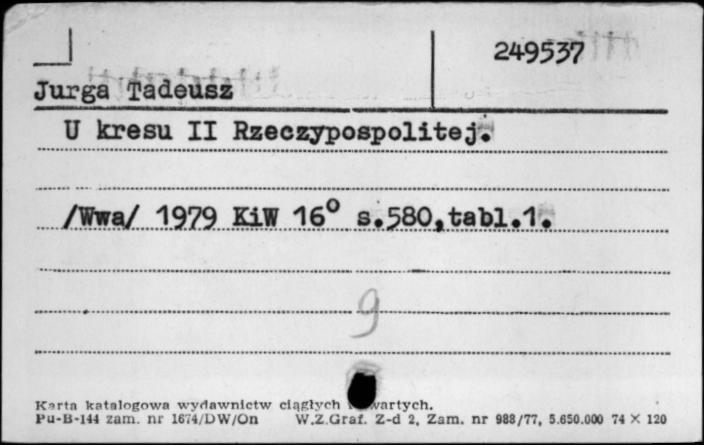 249537
Jurga Tadeusz
U kresu II Rzeczypospolitej.
/Wwa/ 1979 KiW 16° s.580,tabl.1.
9
Karta katalogowa wydawnictw ciągłych zwartych.
Pu-B-144 zam. nr 1674/DW/On W.Z.Graf. Z-d 2, Zam. nr 988/77, 5.650.000 74 X 120